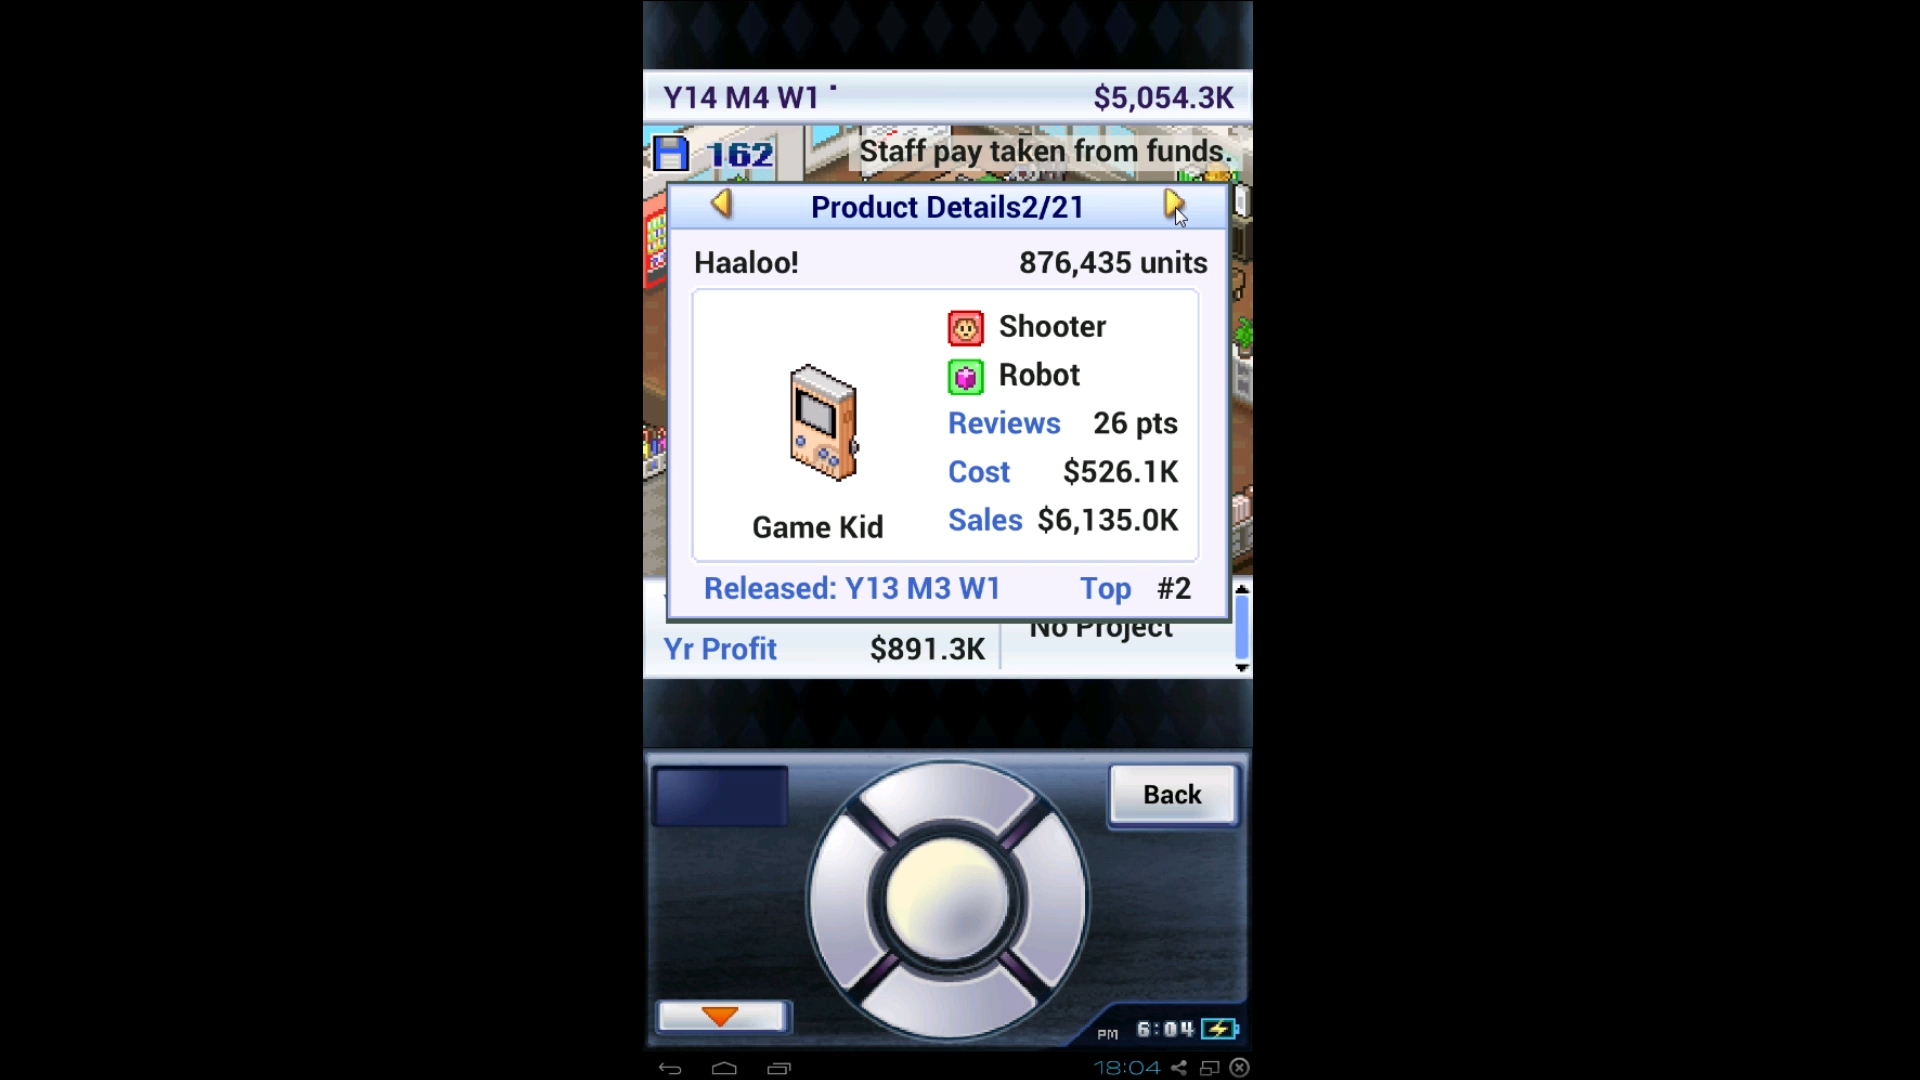 Y14 M4 W1 $5,054.3K
162 Staff pay taken from funds.
Product Details2/21
Haaloo! 876,435 units
Shooter
Robot
Reviews 26 pts
Cost $526.1K
Game Kid Sales $6,135.0K
Released: Y13 M3 W1 Top #2
No Project
Yr Profit $891.3K
Back
PM 6:04
18:04